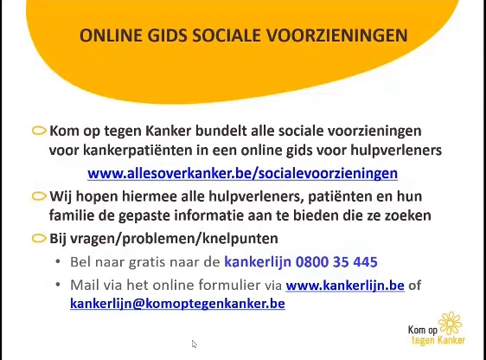 ONLINE GIDS SOCIALE VOORZIENINGEN
Kom op tegen Kanker bundelt alle sociale voorzieningen
voor kankerpatiënten in een online gids voor hulpverleners
www.allesoverkanker.be/socialevoorzieningen
Wij hopen hiermee alle hulpverleners, patiënten en hun
familie de gepaste informatie aan te bieden die ze zoeken
Bij vragen/problemen/knelpunten
• Bel naar gratis naar de kankerlijn 0800 35 445
• Mail via het online formulier via www.kankerlijn.be of
kankerlijn@komoptegenkanker.be
Kom op
tegen Kanker